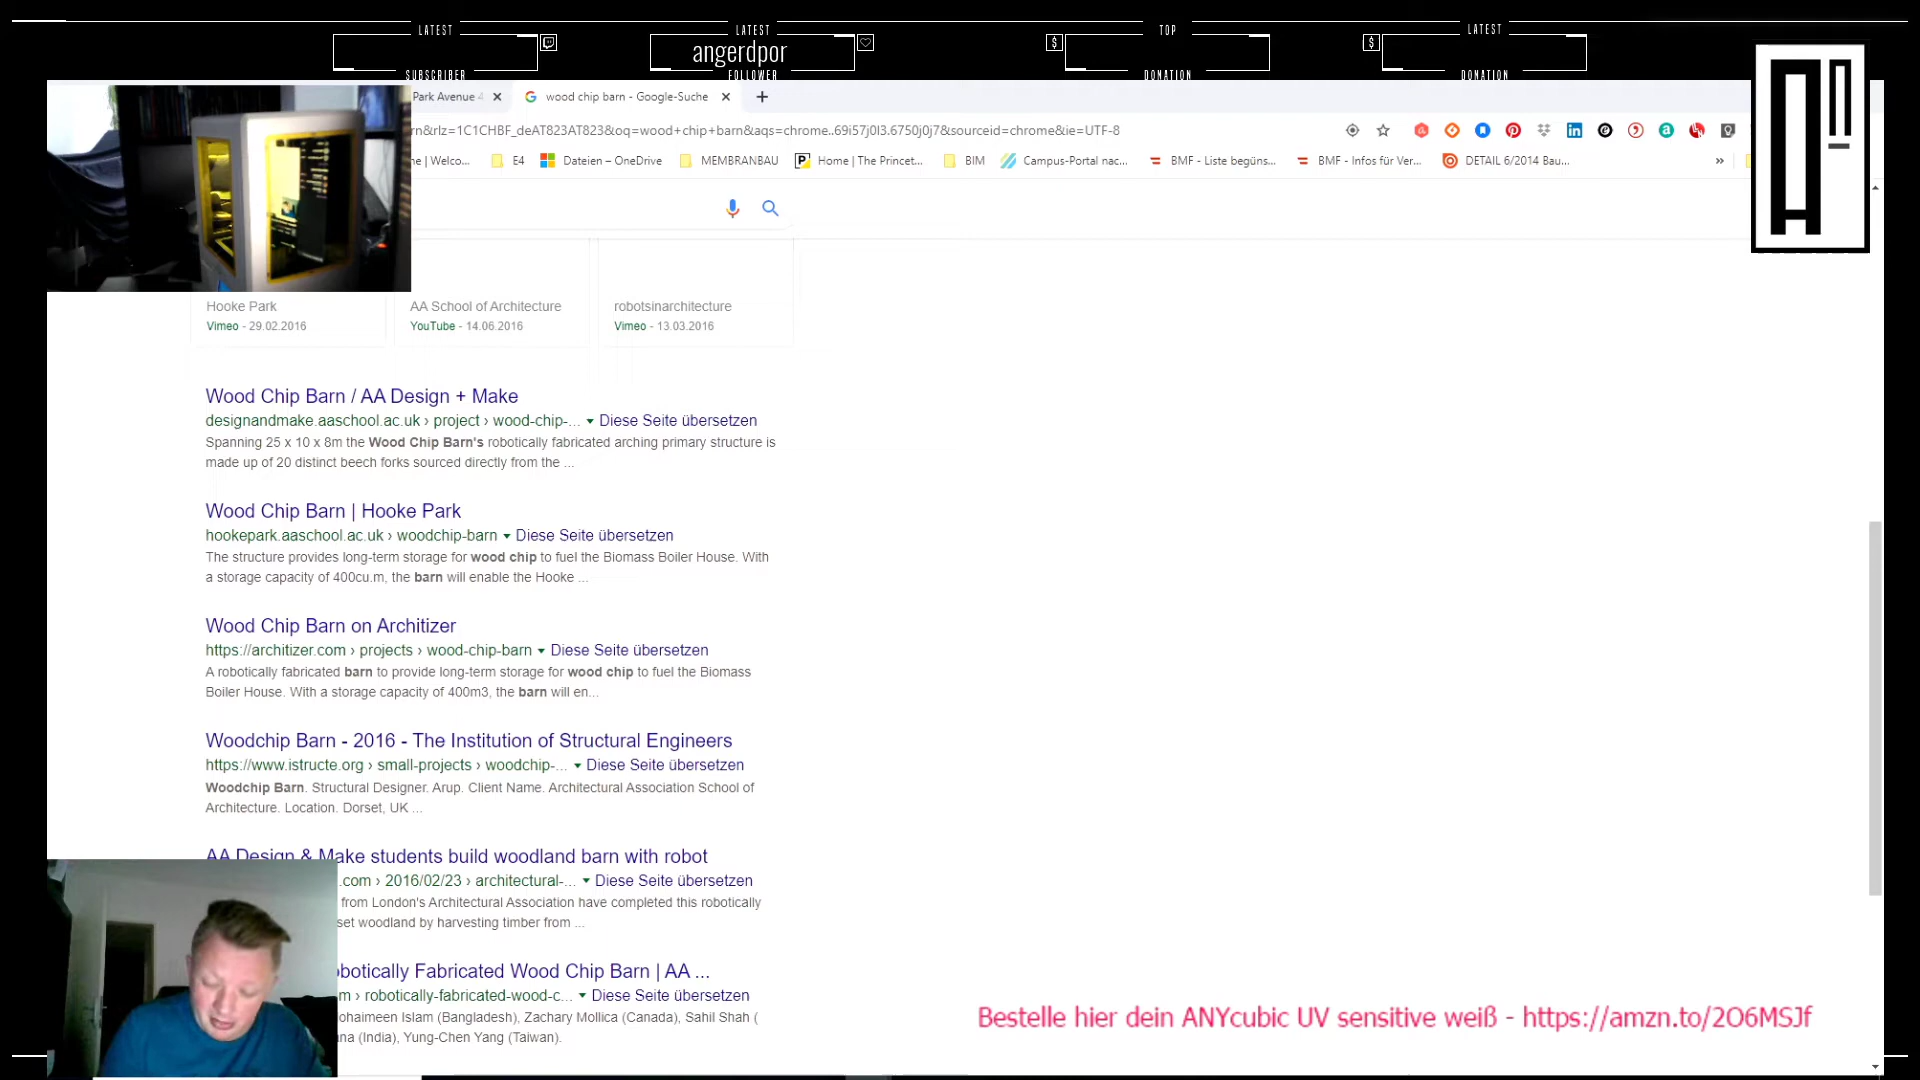 LATEST
SUBSCRIBER
LATEST
angerdpor
FOLLOWER
TOP
$
DONATION
LATEST
$
DONATION
Park Avenue 4
wood chip barn - Google-Suche
rn&rlz=1C1CHBF_deAT823AT823&oq=wood+chip+barn&aqs=chrome..69i57j0l3.6750j0j7&sourceid=chrome&ie=UTF-8
ne | Welco...
E4
Dateien – OneDrive
MEMBRANBAU
Home | The Princet...
BIM
Campus-Portal nac...
BMF - Liste begüns...
BMF - Infos für Ver...
DETAIL 6/2014 Bau...
»
Hooke Park
Vimeo - 29.02.2016
AA School of Architecture
YouTube - 14.06.2016
robotsinarchitecture
Vimeo - 13.03.2016
Wood Chip Barn / AA Design + Make
designandmake.aaschool.ac.uk › project › wood-chip-... Diese Seite übersetzen
Spanning 25 x 10 x 8m the Wood Chip Barn's robotically fabricated arching primary structure is
made up of 20 distinct beech forks sourced directly from the ...
Wood Chip Barn | Hooke Park
hookepark.aaschool.ac.uk › woodchip-barn Diese Seite übersetzen
The structure provides long-term storage for wood chip to fuel the Biomass Boiler House. With
a storage capacity of 400cu.m, the barn will enable the Hooke ...
Wood Chip Barn on Architizer
https://architizer.com › projects › wood-chip-barn Diese Seite übersetzen
A robotically fabricated barn to provide long-term storage for wood chip to fuel the Biomass
Boiler House. With a storage capacity of 400m3, the barn will en...
Woodchip Barn - 2016 - The Institution of Structural Engineers
https://www.istructe.org › small-projects › woodchip-... Diese Seite übersetzen
Woodchip Barn. Structural Designer. Arup. Client Name. Architectural Association School of
Architecture. Location. Dorset, UK ...
AA Design & Make students build woodland barn with robot
.com › 2016/02/23 › architectural-... Diese Seite übersetzen
from London's Architectural Association have completed this robotically
set woodland by harvesting timber from ...
obotically Fabricated Wood Chip Barn | AA ...
m › robotically-fabricated-wood-c... Diese Seite übersetzen
ohaimeen Islam (Bangladesh), Zachary Mollica (Canada), Sahil Shah (
na (India), Yung-Chen Yang (Taiwan).
Bestelle hier dein ANYcubic UV sensitive weiß - https://amzn.to/2O6MSJf